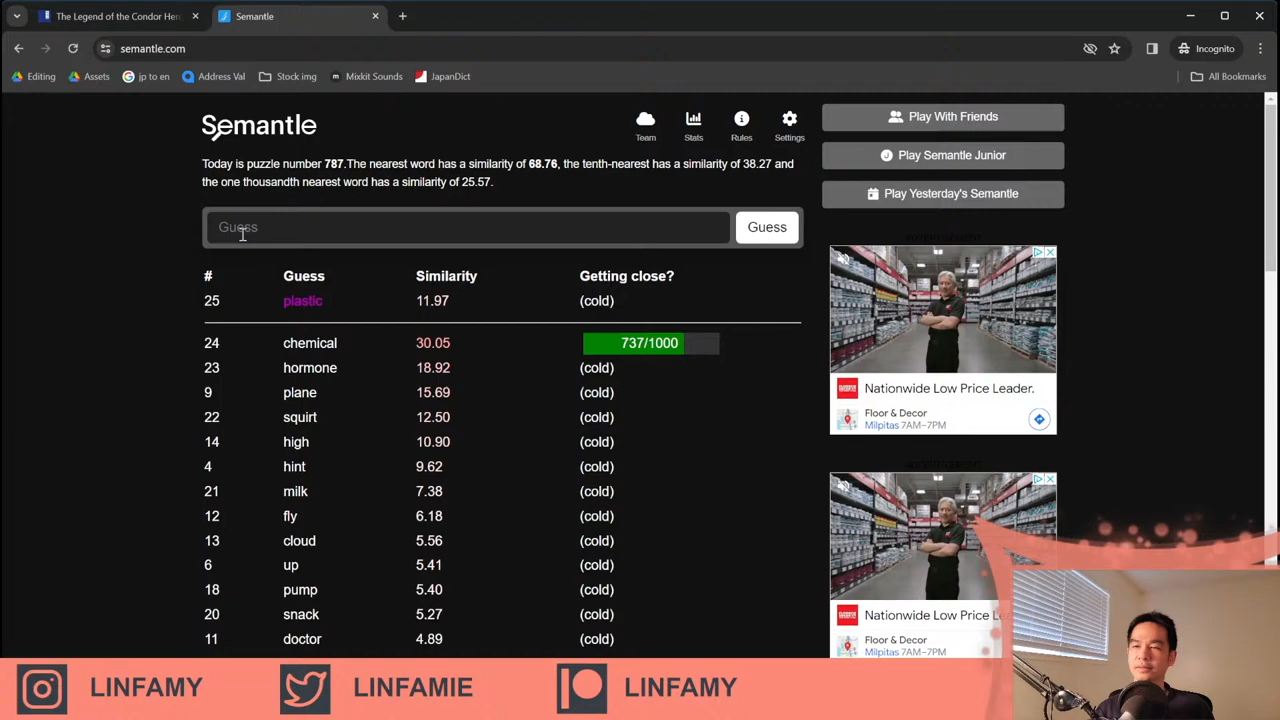 The Legend of the Condor Her
Semantle
semantle.com
Incognito
Editing
Assets
jp to en
Address Val
Stock img
Mixkit Sounds
JapanDict
All Bookmarks
Semantle
Team
Stats
Rules
Settings
Today is puzzle number 787.The nearest word has a similarity of 68.76, the tenth-nearest has a similarity of 38.27 and
the one thousandth nearest word has a similarity of 25.57.
Guess
Guess
# Guess Similarity Getting close?
25 plastic 11.97 (cold)
24 chemical 30.05 737/1000
23 hormone 18.92 (cold)
9 plane 15.69 (cold)
22 squirt 12.50 (cold)
14 high 10.90 (cold)
4 hint 9.62 (cold)
21 milk 7.38 (cold)
12 fly 6.18 (cold)
13 cloud 5.56 (cold)
6 up 5.41 (cold)
18 pump 5.40 (cold)
20 snack 5.27 (cold)
11 doctor 4.89 (cold)
Play With Friends
Play Semantle Junior
Play Yesterday's Semantle
Nationwide Low Price Leader.
Floor & Decor
Milpitas 7AM–7PM
Nationwide Low Price Le
Floor & Decor
Milpitas 7AM–7PM
LINFAMY
LINFAMIE
LINFAMY